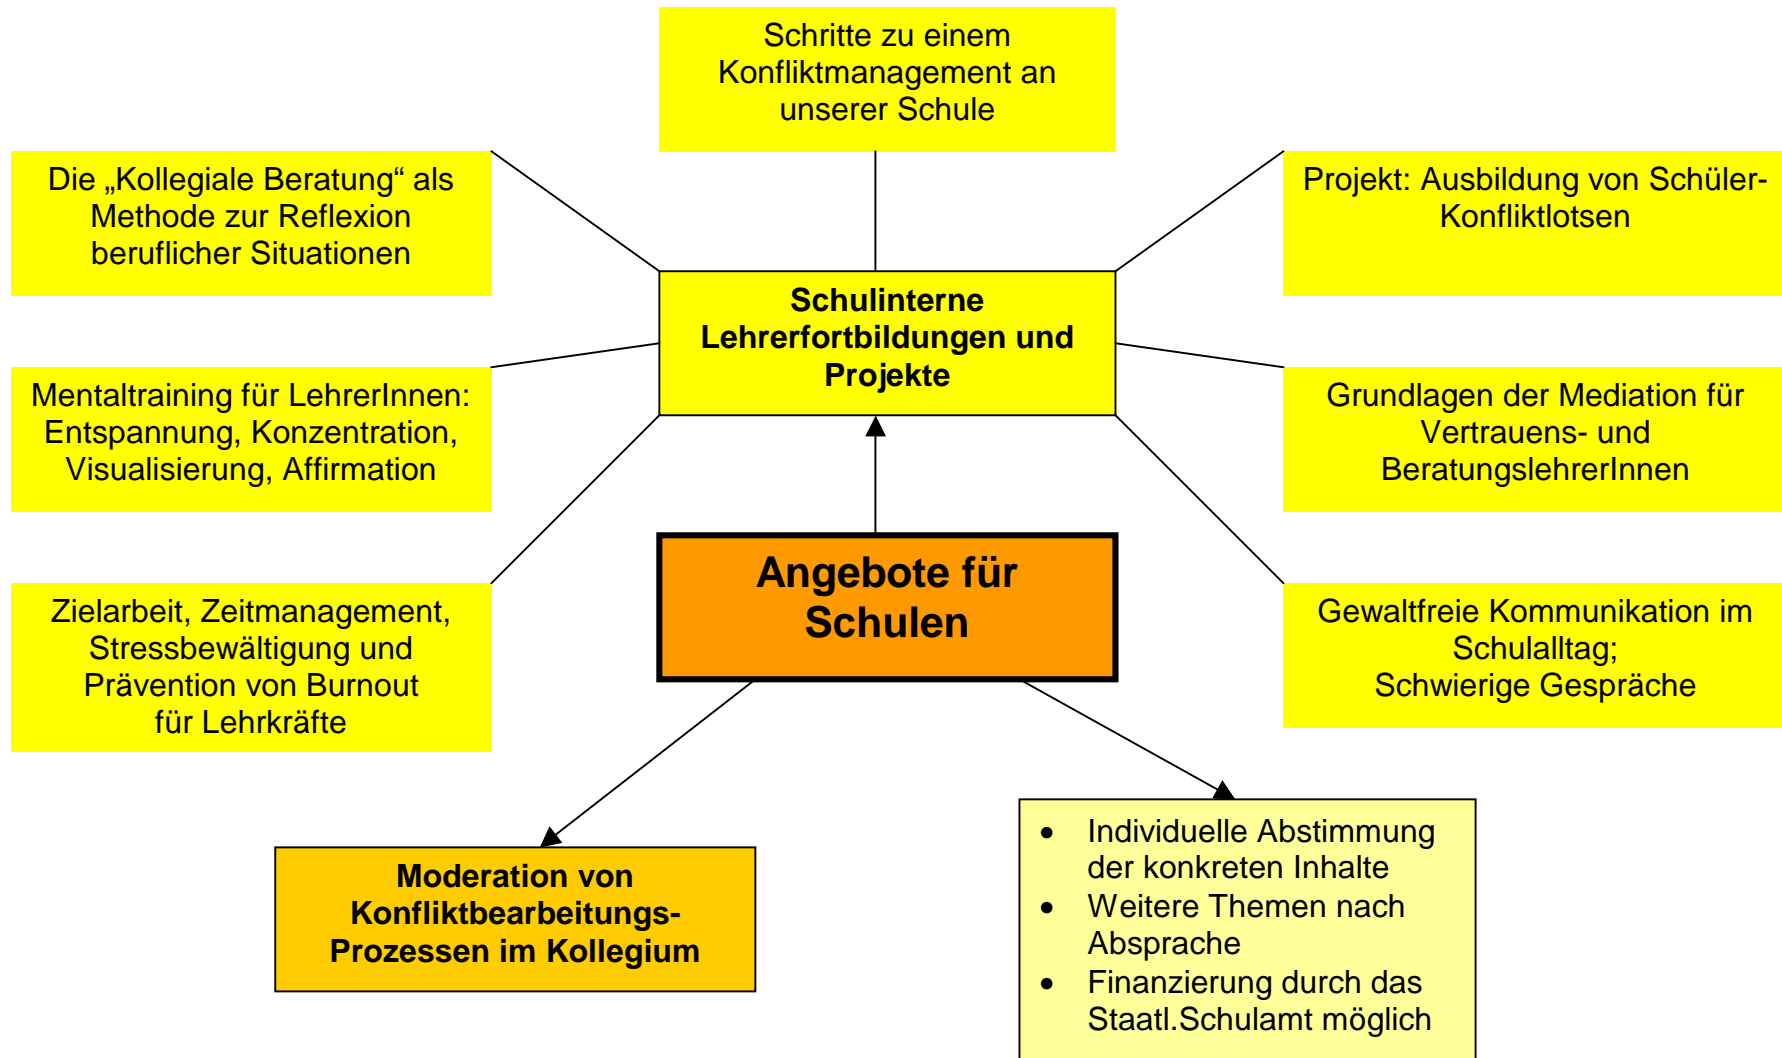 Schritte zu einem
Konfliktmanagement an
unserer Schule
Die „Kollegiale Beratung“ als
Methode zur Reflexion
beruflicher Situationen
Projekt: Ausbildung von Schüler-
Konfliktlotsen
Schulinterne
Lehrerfortbildungen und
Projekte
Mentaltraining für LehrerInnen:
Entspannung, Konzentration,
Visualisierung, Affirmation
Grundlagen der Mediation für
Vertrauens- und
BeratungslehrerInnen
Angebote für
Schulen
Zielarbeit, Zeitmanagement,
Stressbewältigung und
Prävention von Burnout
für Lehrkräfte
Gewaltfreie Kommunikation im
Schulalltag;
Schwierige Gespräche
Moderation von
Konfliktbearbeitungs-
Prozessen im Kollegium
• Individuelle Abstimmung
der konkreten Inhalte
• Weitere Themen nach
Absprache
• Finanzierung durch das
Staatl.Schulamt möglich